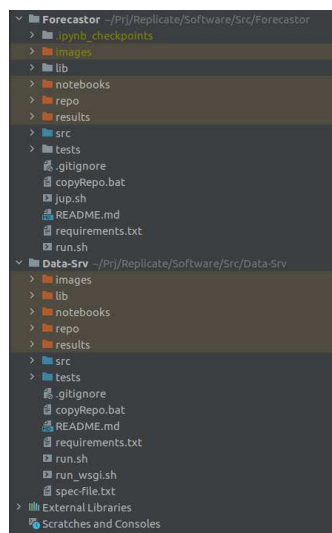 Forecastor ~/Prj/Replicate/Software/Src/Forecastor
.ipynb_checkpoints
images
lib
notebooks
repo
results
src
tests
.gitignore
copyRepo.bat
jup.sh
README.md
requirements.txt
run.sh
Data-Srv ~/Prj/Replicate/Software/Src/Data-Srv
images
lib
notebooks
repo
results
src
tests
.gitignore
copyRepo.bat
README.md
requirements.txt
run.sh
run_wsgi.sh
spec-file.txt
External Libraries
Scratches and Consoles